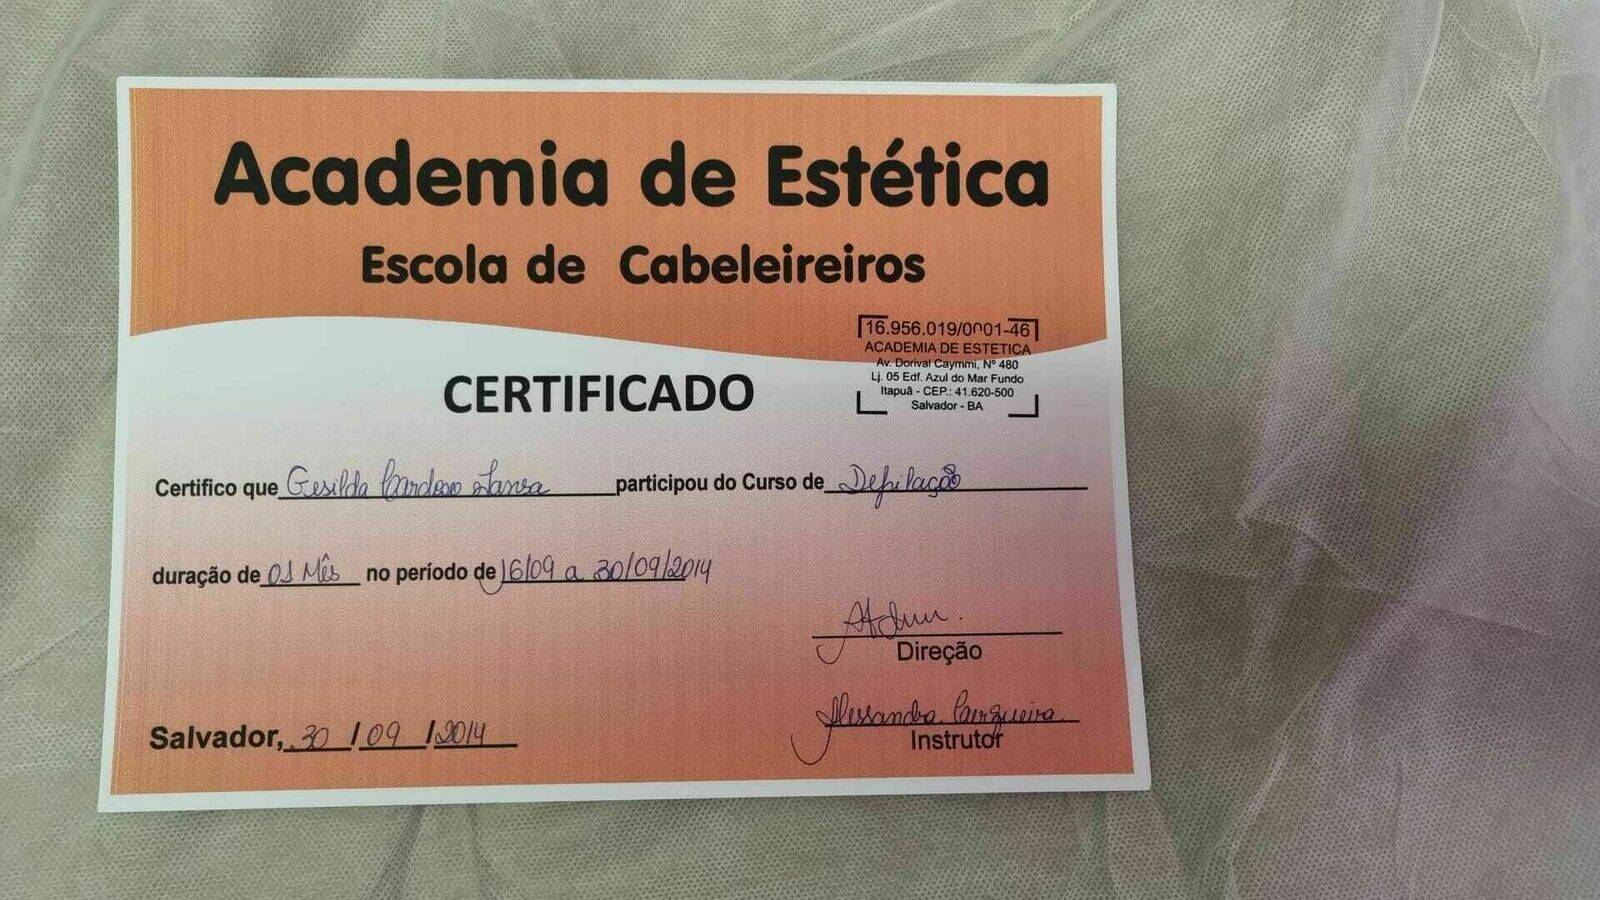 Academia de Estética
Escola de Cabeleireiros
16.956.019/0001-46
ACADEMIA DE ESTETICA
Av. Dorival Caymmi, Nº 480
Lj. 05 Edf. Azul do Mar Fundo
Itapuã - CEP.: 41.620-500
Salvador - BA
CERTIFICADO
Certifico que Gesilda Cardoso participou do Curso de Depilação
duração de 01 Mês no período de 16/09 a 30/09/2014
Direção
Alessandra Cerqueira
Instrutor
Salvador, 30 / 09 / 2014